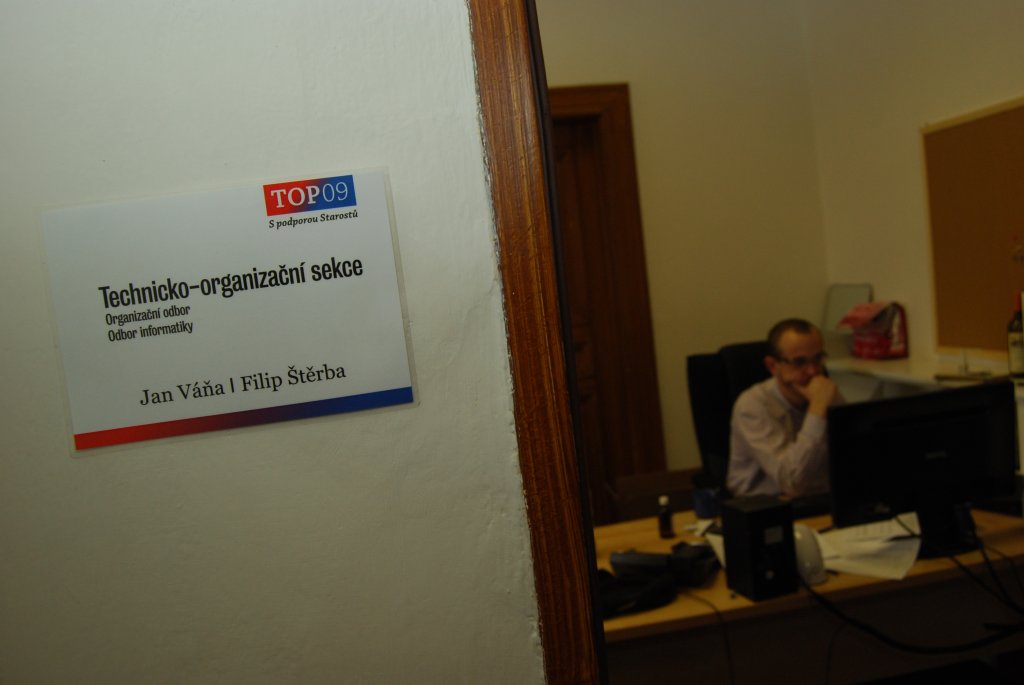 TOP09
S podporou Starostů
Technicko-organizační sekce
Organizační odbor
Odbor informatiky
Jan Váňa | Filip Štěrba